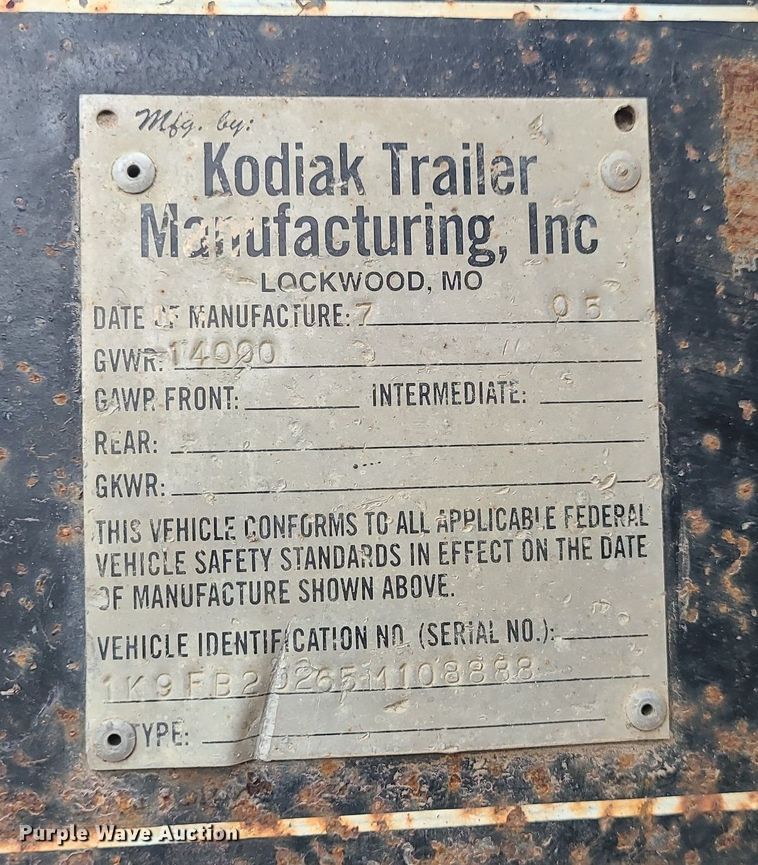 Mfg. by:
Kodiak Trailer
Manufacturing, Inc
LOCKWOOD, MO
DATE OF MANUFACTURE: 7 05
GVWR: 14000
GAWR FRONT: INTERMEDIATE:
REAR:
GKWR:
THIS VEHICLE CONFORMS TO ALL APPLICABLE FEDERAL
VEHICLE SAFETY STANDARDS IN EFFECT ON THE DATE
OF MANUFACTURE SHOWN ABOVE.
VEHICLE IDENTIFICATION NO. (SERIAL NO.):
TYPE:
Purple Wave Auction